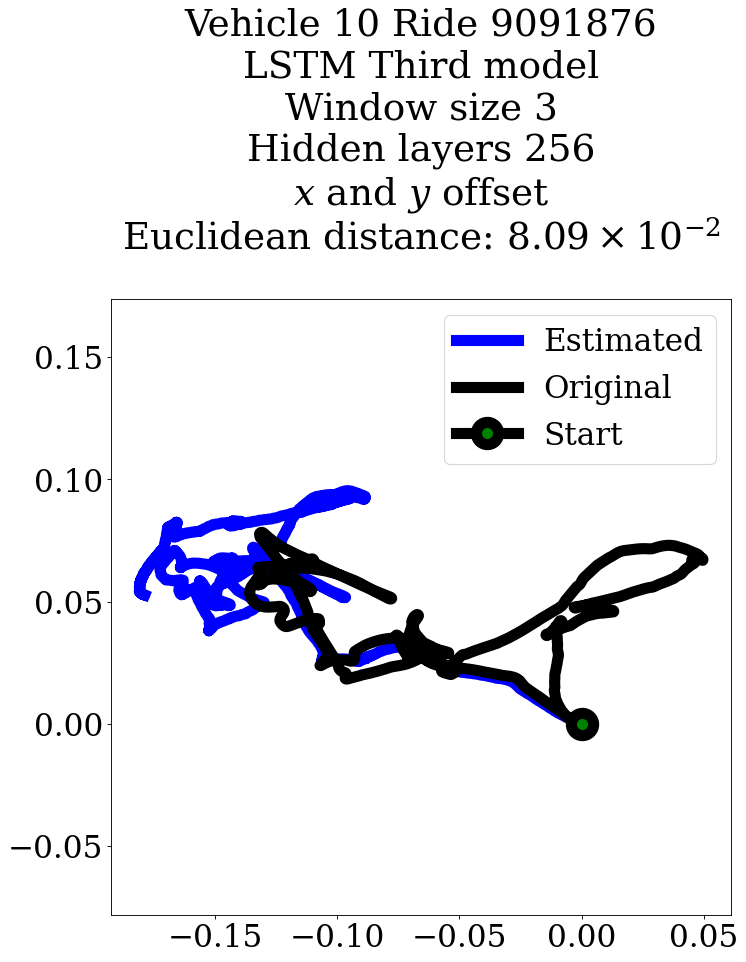 Vehicle 10 Ride 9091876
LSTM Third model
Window size 3
Hidden layers 256
x and y offset
Euclidean distance: 8.09 × 10⁻²
Estimated
Original
Start
0.15
0.10
0.05
0.00
−0.05
−0.15 −0.10 −0.05 0.00 0.05